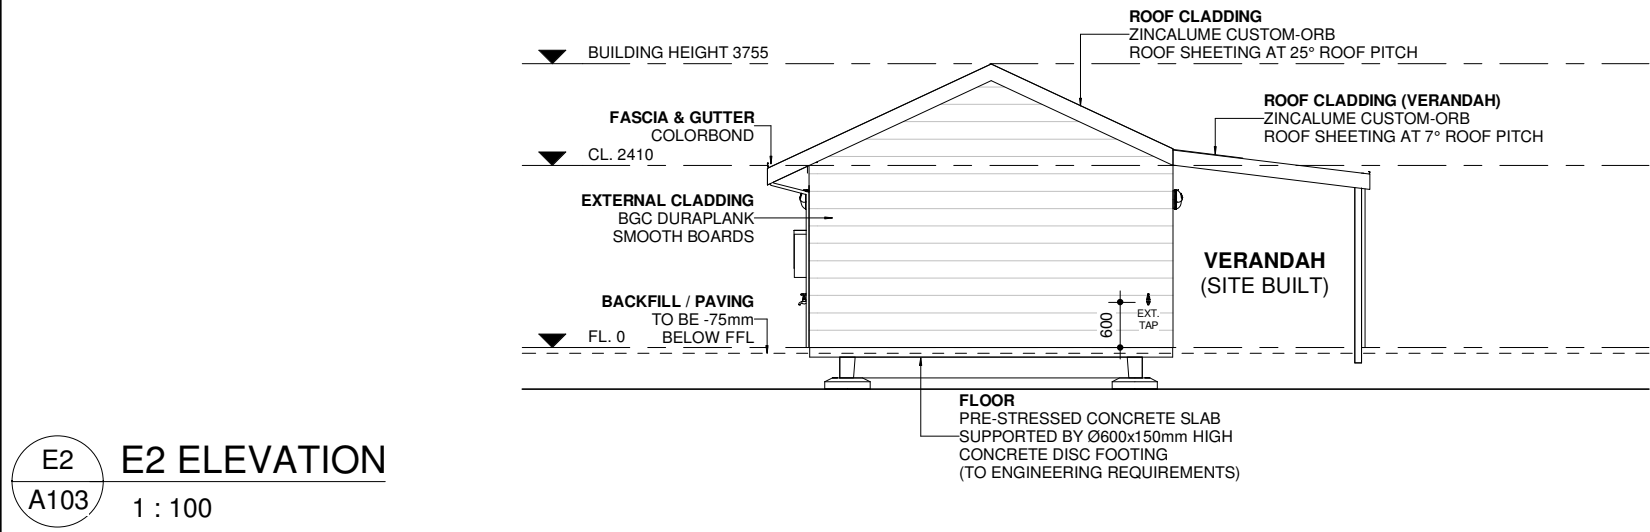 ROOF CLADDING
ZINCALUME CUSTOM-ORB
ROOF SHEETING AT 25° ROOF PITCH
BUILDING HEIGHT 3755
ROOF CLADDING (VERANDAH)
ZINCALUME CUSTOM-ORB
ROOF SHEETING AT 7° ROOF PITCH
FASCIA & GUTTER
COLORBOND
CL. 2410
EXTERNAL CLADDING
BGC DURAPLANK
SMOOTH BOARDS
VERANDAH
(SITE BUILT)
BACKFILL / PAVING
TO BE -75mm
BELOW FFL
FL. 0
600
EXT.
TAP
FLOOR
PRE-STRESSED CONCRETE SLAB
SUPPORTED BY Ø600x150mm HIGH
CONCRETE DISC FOOTING
(TO ENGINEERING REQUIREMENTS)
E2
A103
E2 ELEVATION
1 : 100